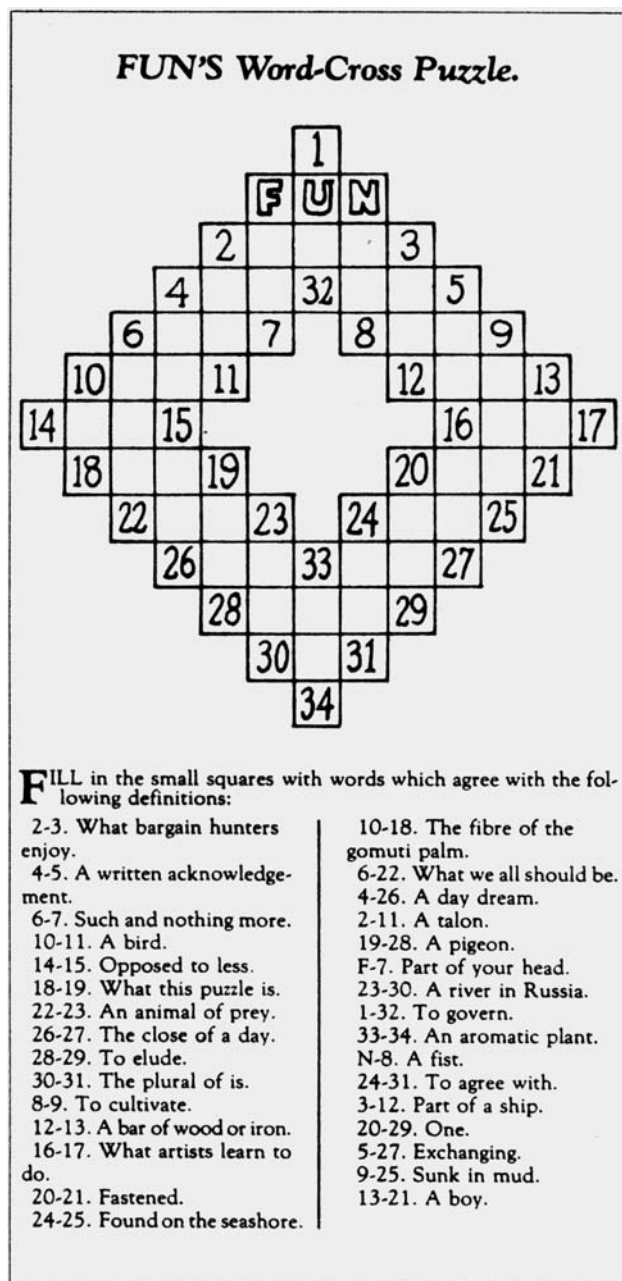 FUN'S Word-Cross Puzzle.
1
F U N
2 3
4 32 5
6 7 8 9
10 11 12 13
14 15 16 17
18 19 20 21
22 23 24 25
26 33 27
28 29
30 31
34
FILL in the small squares with words which agree with the fol-
lowing definitions:
2-3. What bargain hunters
enjoy.
4-5. A written acknowledge-
ment.
6-7. Such and nothing more.
10-11. A bird.
14-15. Opposed to less.
18-19. What this puzzle is.
22-23. An animal of prey.
26-27. The close of a day.
28-29. To elude.
30-31. The plural of is.
8-9. To cultivate.
12-13. A bar of wood or iron.
16-17. What artists learn to
do.
20-21. Fastened.
24-25. Found on the seashore.
10-18. The fibre of the
gomuti palm.
6-22. What we all should be.
4-26. A day dream.
2-11. A talon.
19-28. A pigeon.
F-7. Part of your head.
23-30. A river in Russia.
1-32. To govern.
33-34. An aromatic plant.
N-8. A fist.
24-31. To agree with.
3-12. Part of a ship.
20-29. One.
5-27. Exchanging.
9-25. Sunk in mud.
13-21. A boy.